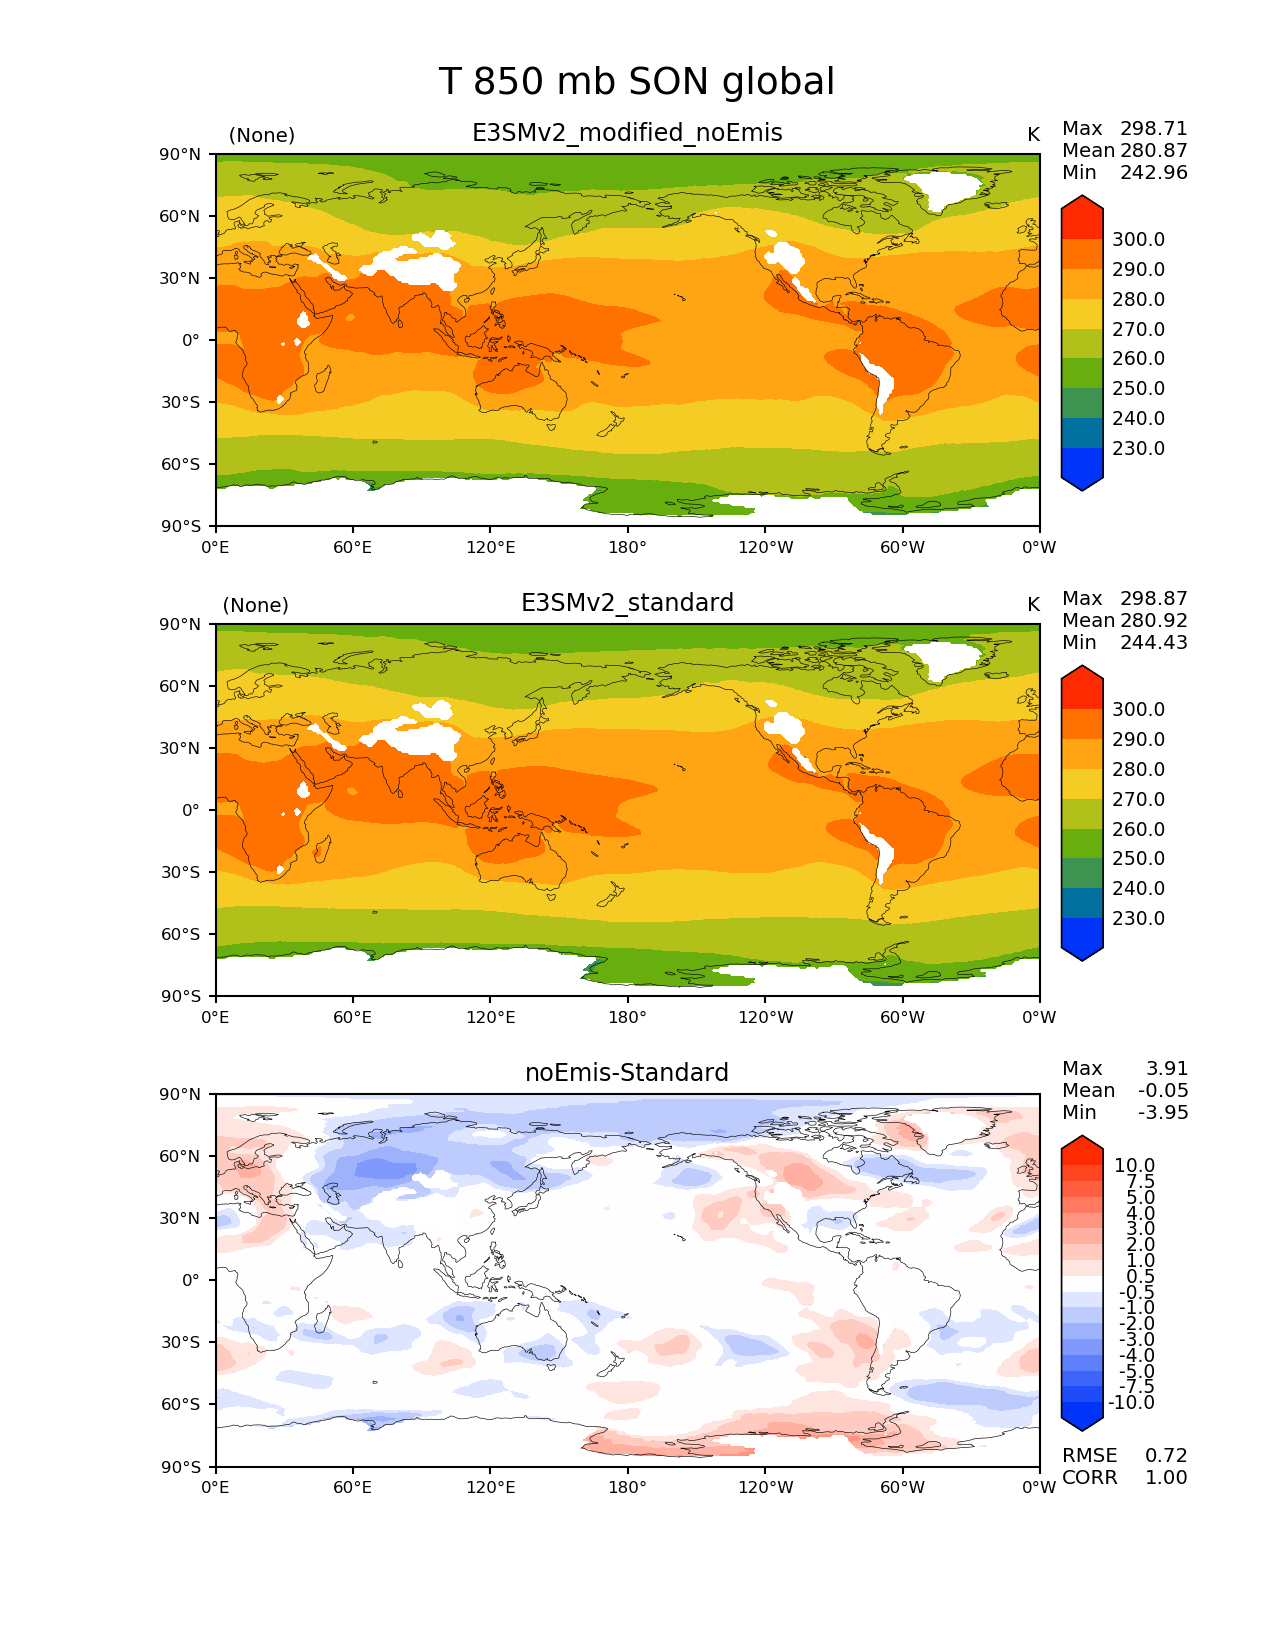 T 850 mb SON global
(None) E3SMv2_modified_noEmis K
Max 298.71
Mean 280.87
Min 242.96
90°N
60°N
30°N
0°
30°S
60°S
90°S
0°E 60°E 120°E 180° 120°W 60°W 0°W
300.0
290.0
280.0
270.0
260.0
250.0
240.0
230.0
(None) E3SMv2_standard K
Max 298.87
Mean 280.92
Min 244.43
90°N
60°N
30°N
0°
30°S
60°S
90°S
0°E 60°E 120°E 180° 120°W 60°W 0°W
300.0
290.0
280.0
270.0
260.0
250.0
240.0
230.0
noEmis-Standard
Max 3.91
Mean -0.05
Min -3.95
90°N
60°N
30°N
0°
30°S
60°S
90°S
0°E 60°E 120°E 180° 120°W 60°W 0°W
10.0
7.5
5.0
4.0
3.0
2.0
1.0
0.5
-0.5
-1.0
-2.0
-3.0
-4.0
-5.0
-7.5
-10.0
RMSE 0.72
CORR 1.00